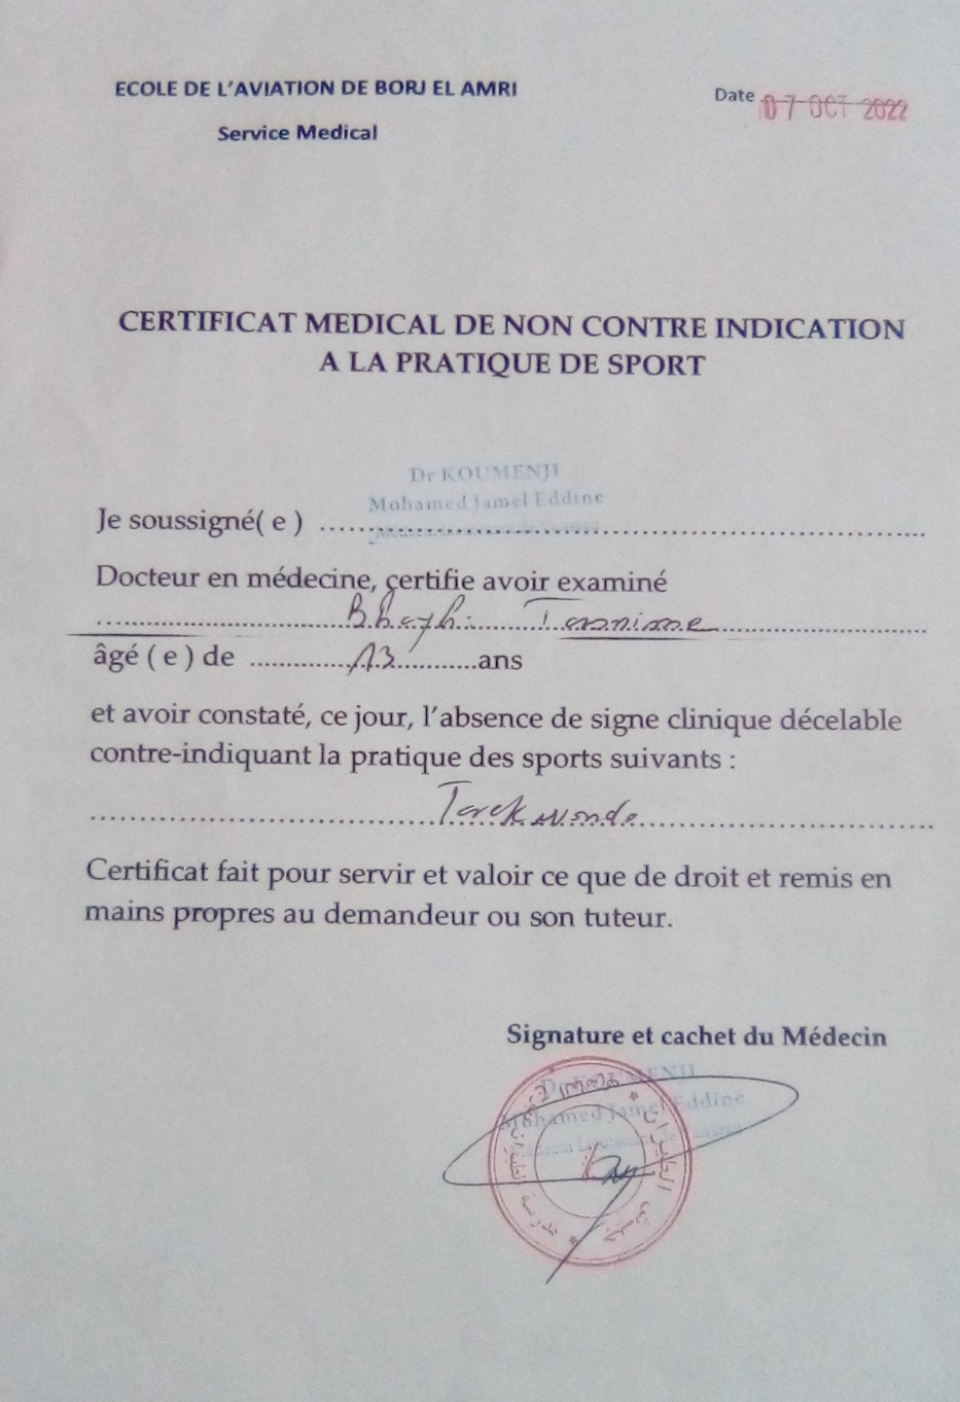 ECOLE DE L'AVIATION DE BORJ EL AMRI
Service Medical
Date 07 OCT 2022
CERTIFICAT MEDICAL DE NON CONTRE INDICATION
A LA PRATIQUE DE SPORT
Dr KOUMENJI
Mohamed Jamel Eddine
Je soussigné( e ) ..........................................................
Docteur en médecine, certifie avoir examiné
âgé ( e ) de ............13............ans
et avoir constaté, ce jour, l'absence de signe clinique décelable
contre-indiquant la pratique des sports suivants :
Taekwondo
Certificat fait pour servir et valoir ce que de droit et remis en
mains propres au demandeur ou son tuteur.
Signature et cachet du Médecin
Mohamed Jamel Eddine